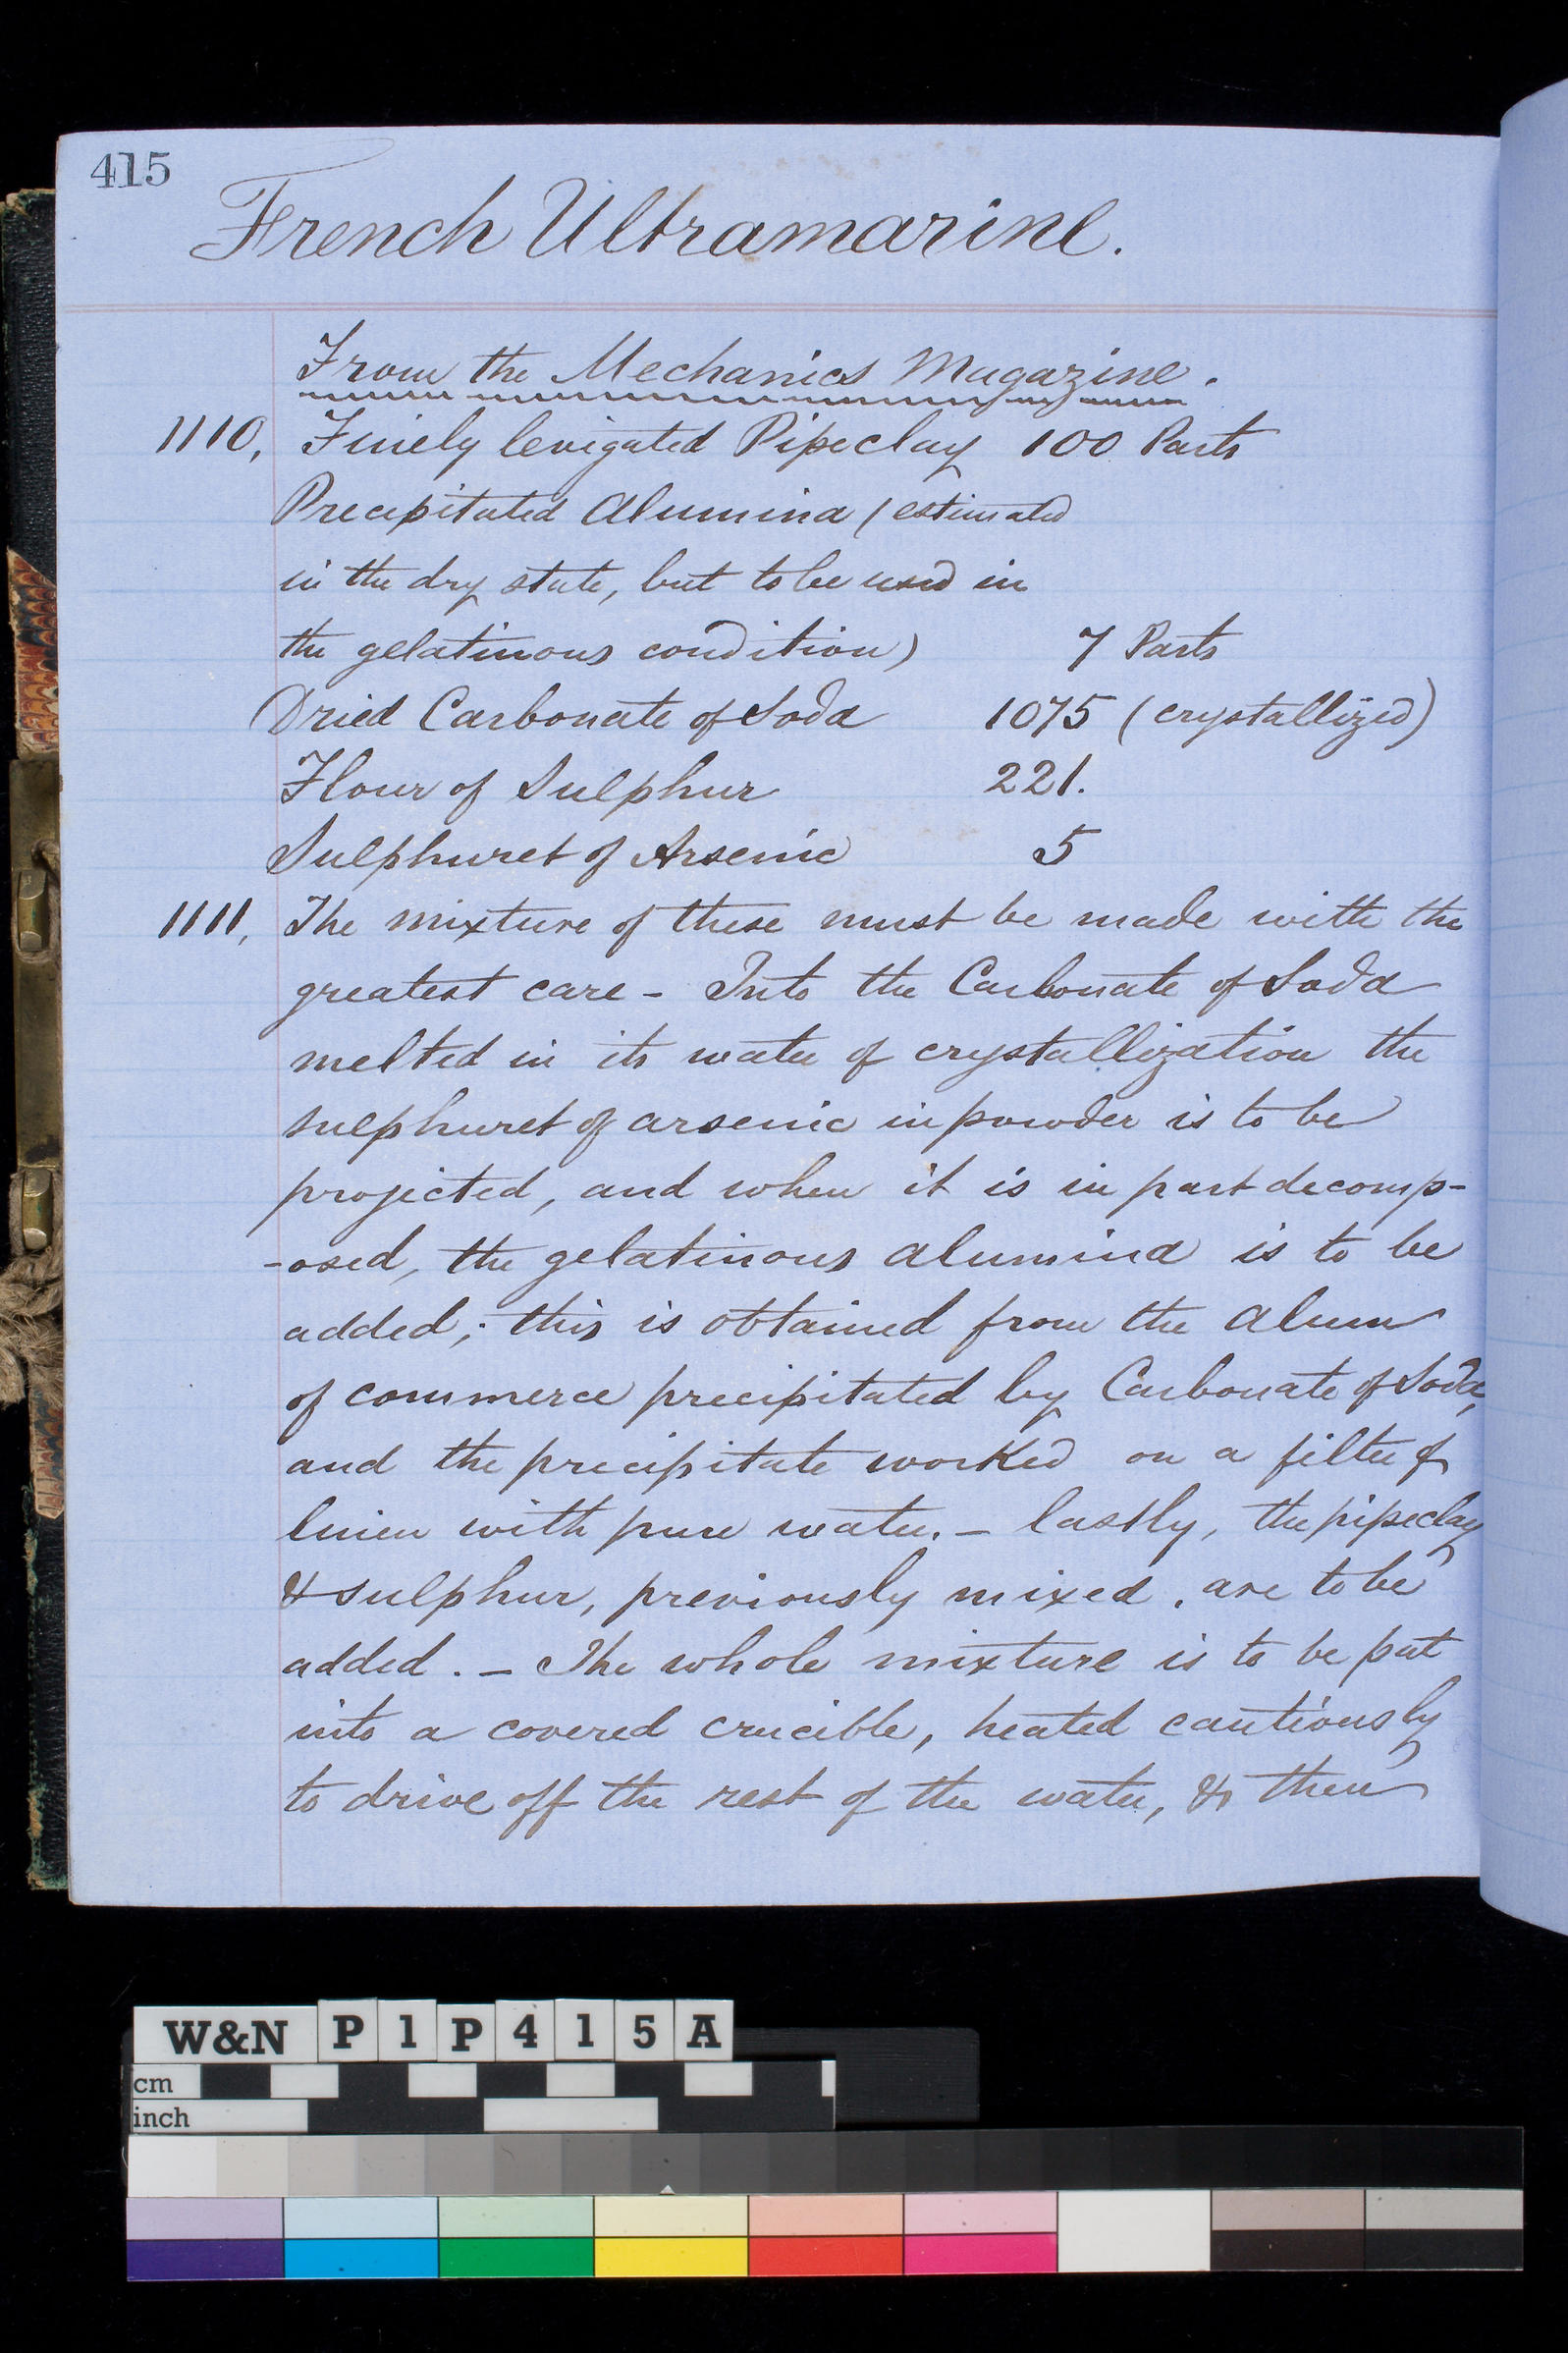 415
French Ultramarine.
From the Mechanics Magazine.
1110, Finely levigated Pipeclay 100 Parts
Precipitated Alumina (estimated
in the dry state, but to be used in
the gelatinous condition) 7 Parts
Dried Carbonate of Soda 1075 (crystallized)
Flour of Sulphur 221.
Sulphuret of Arsenic 5
1111, The mixture of these must be made with the
greatest care - Into the Carbonate of Soda
melted in its water of crystallization the
sulphuret of arsenic in powder is to be
projected, and when it is in part decomp-
-osed, the gelatinous alumina is to be
added; this is obtained from the Alum
of commerce precipitated by Carbonate of Soda,
and the precipitate worked on a filter of
linen with pure water. - lastly, the pipeclay
& sulphur, previously mixed, are to be
added. - The whole mixture is to be put
into a covered crucible, heated cautiously
to drive off the rest of the water, & then
W&N P1P415A
cm
inch